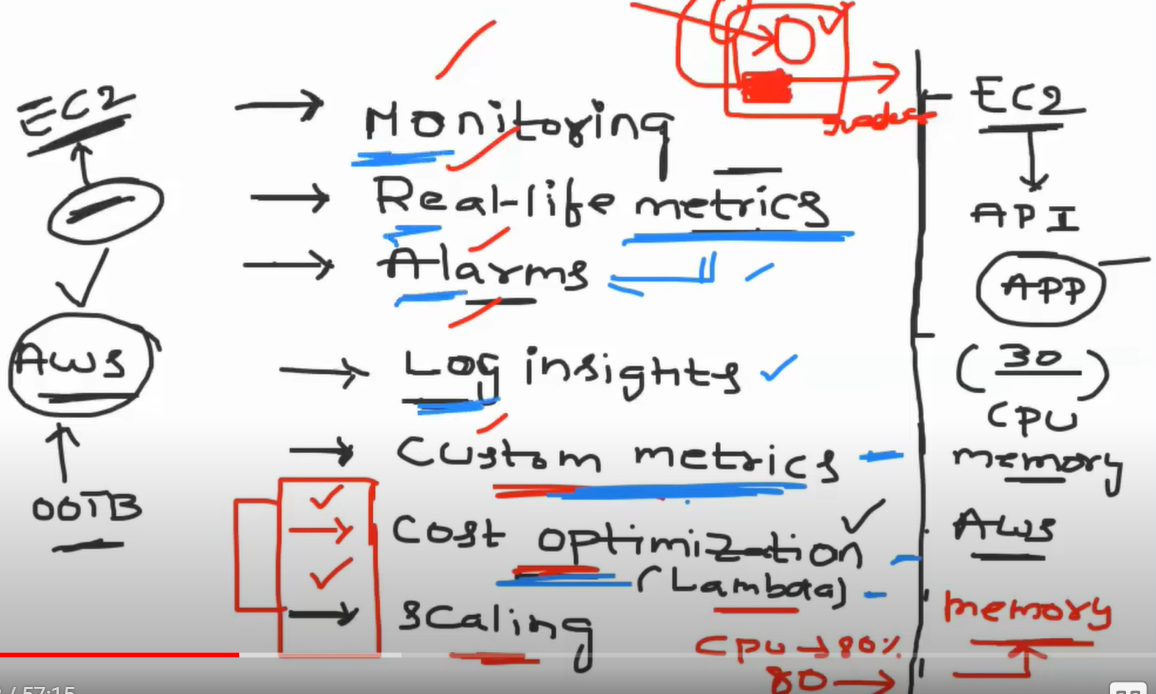 EC2
AWS
OOTB
Monitoring
Real-life metrics
Alarms
Log insights
Custom metrics
Cost optimization
(Lambda)
Scaling
CPU → 80%
80 →
EC2
API
APP
(30)
CPU
memory
AWS
memory
57:15